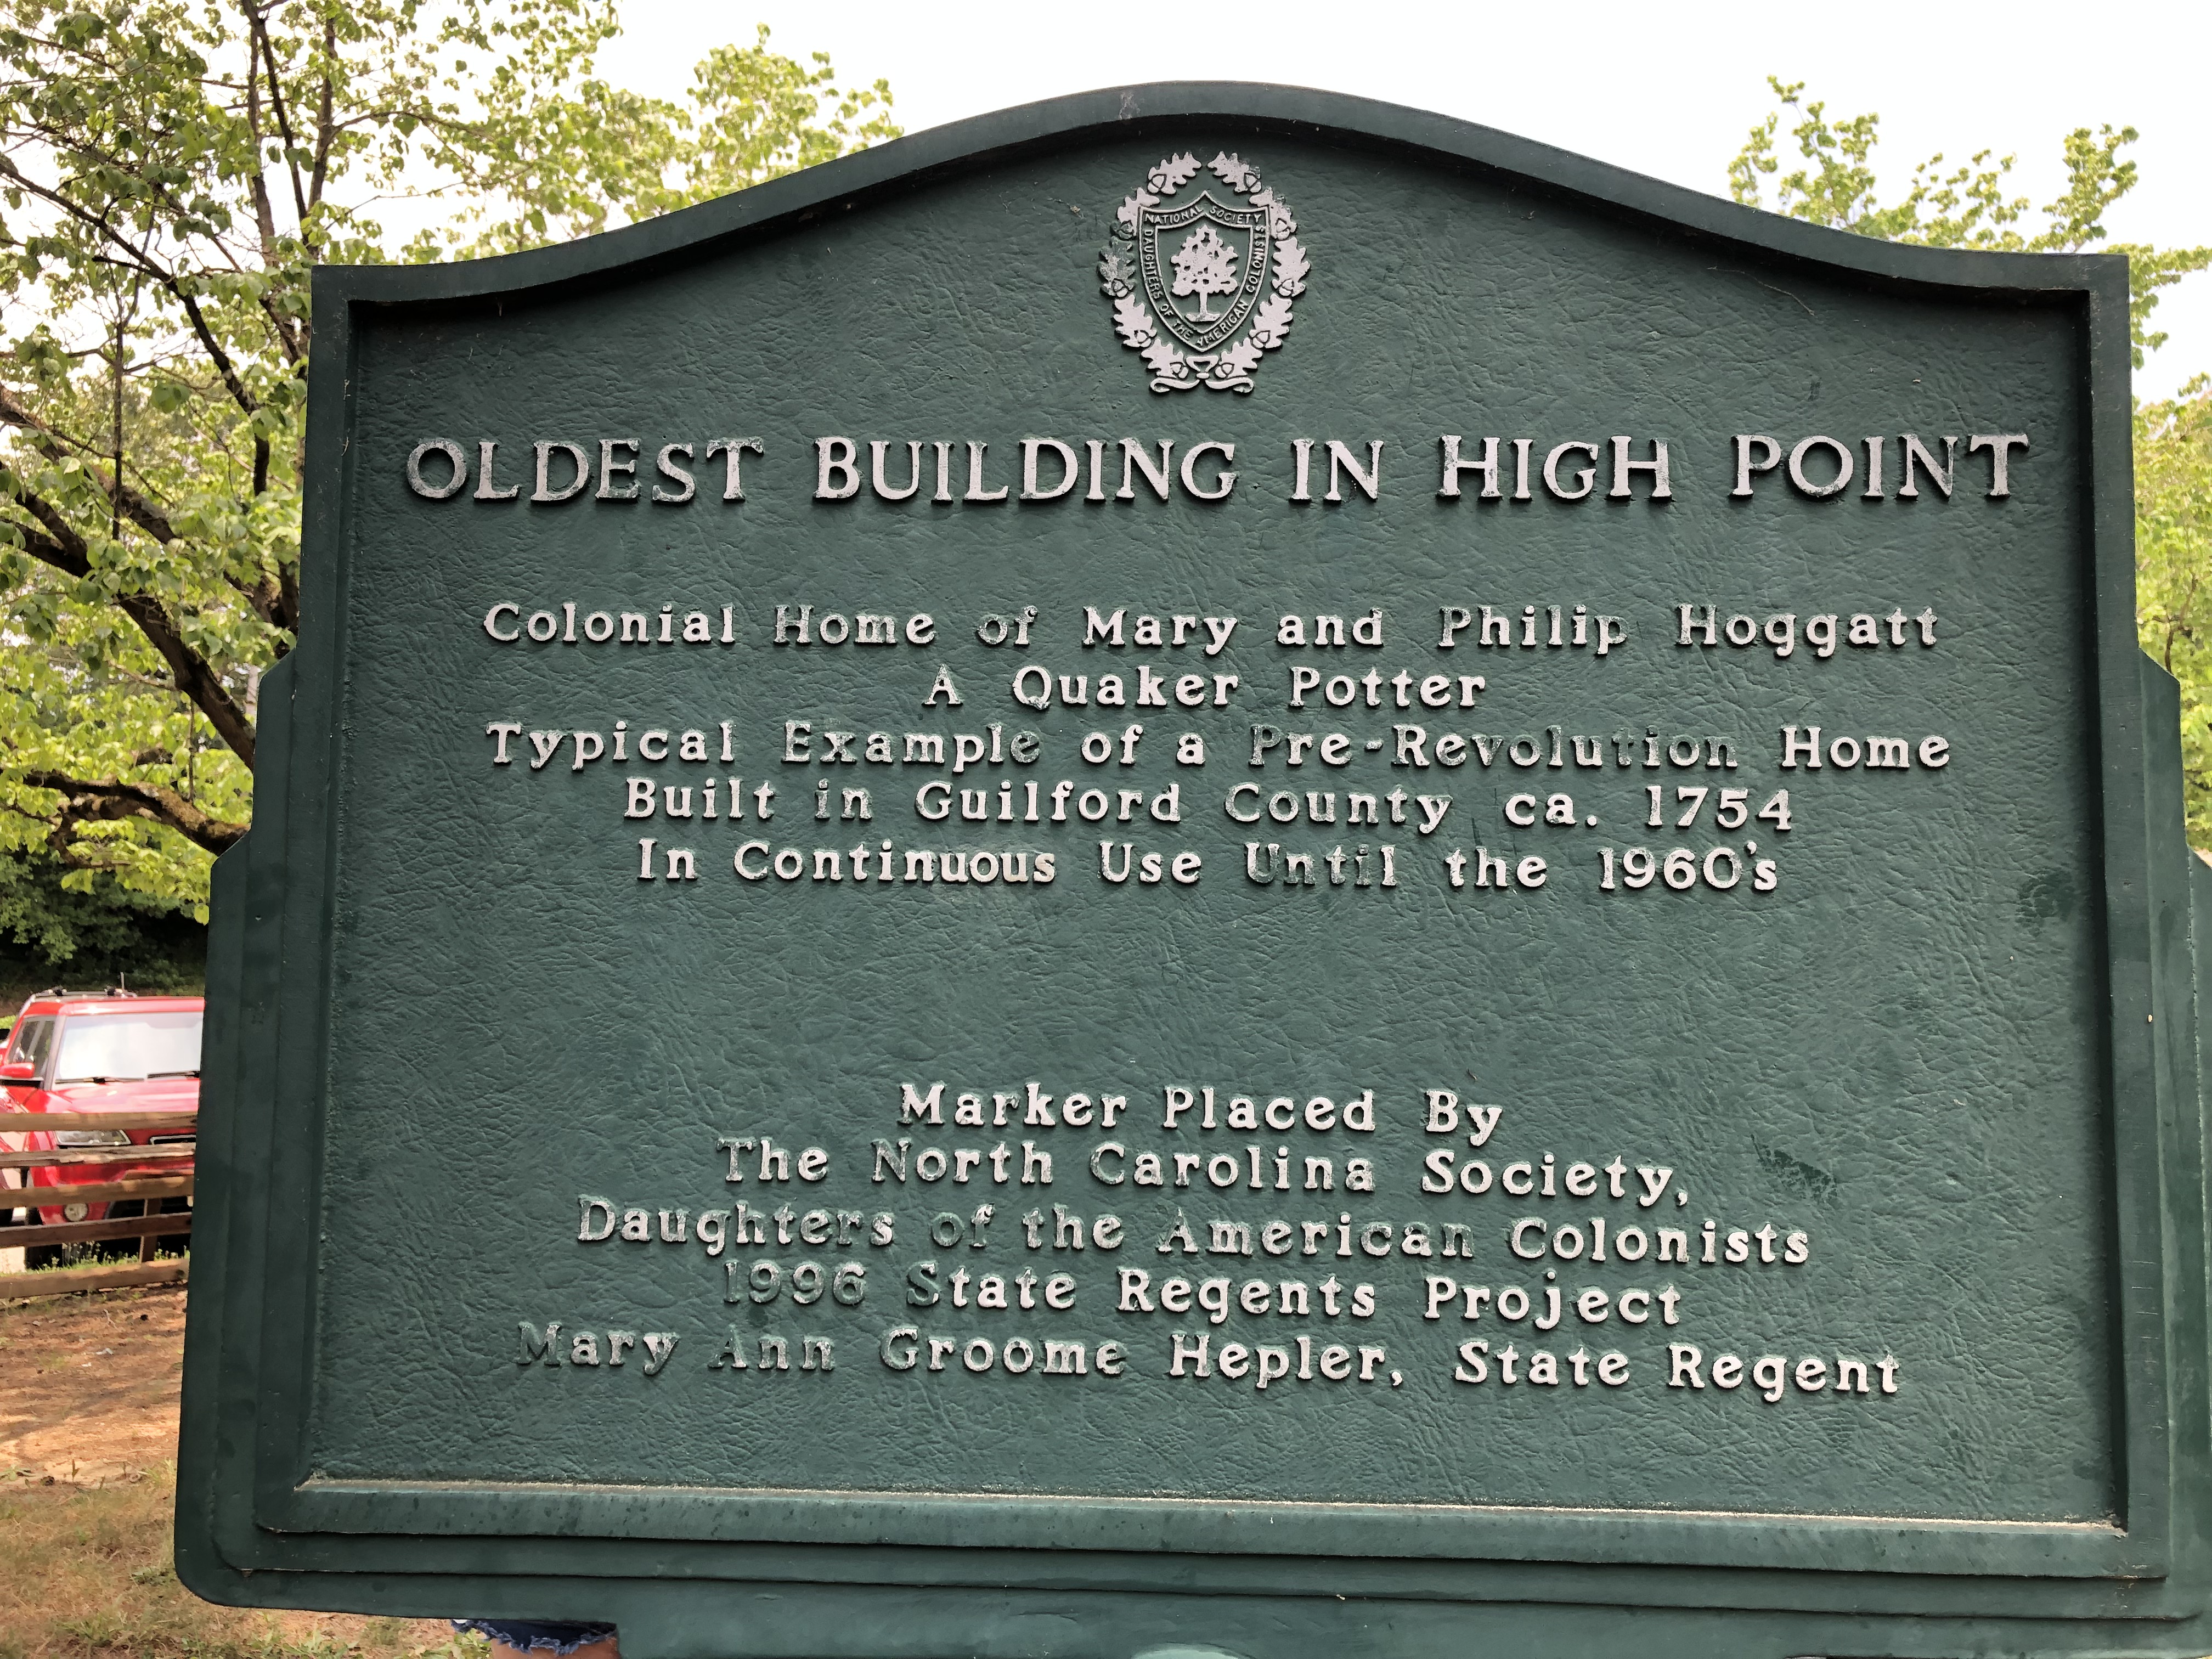 NATIONAL SOCIETY
DAUGHTERS OF THE AMERICAN COLONISTS
OLDEST BUILDING IN HIGH POINT
Colonial Home of Mary and Philip Hoggatt
A Quaker Potter
Typical Example of a Pre-Revolution Home
Built in Guilford County ca. 1754
In Continuous Use Until the 1960's
Marker Placed By
The North Carolina Society,
Daughters of the American Colonists
1996 State Regents Project
Mary Ann Groome Hepler, State Regent